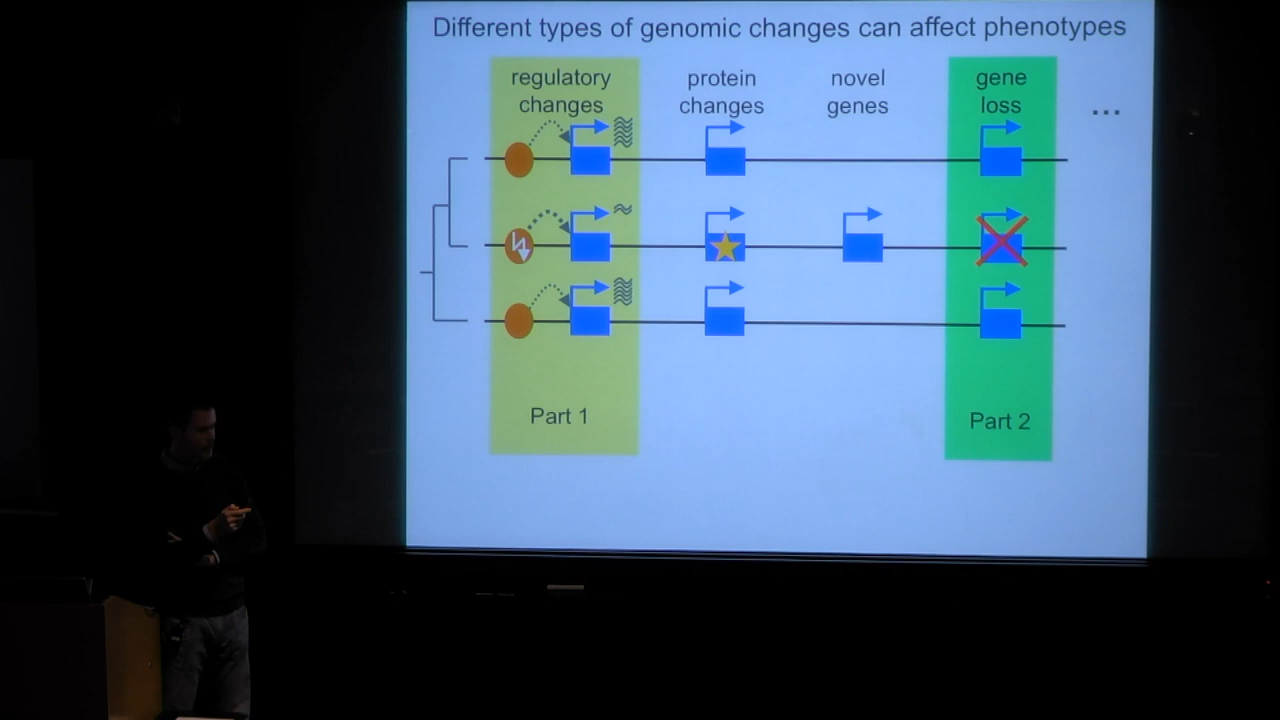 Different types of genomic changes can affect phenotypes
regulatory
changes
protein
changes
novel
genes
gene
loss
...
Part 1
Part 2